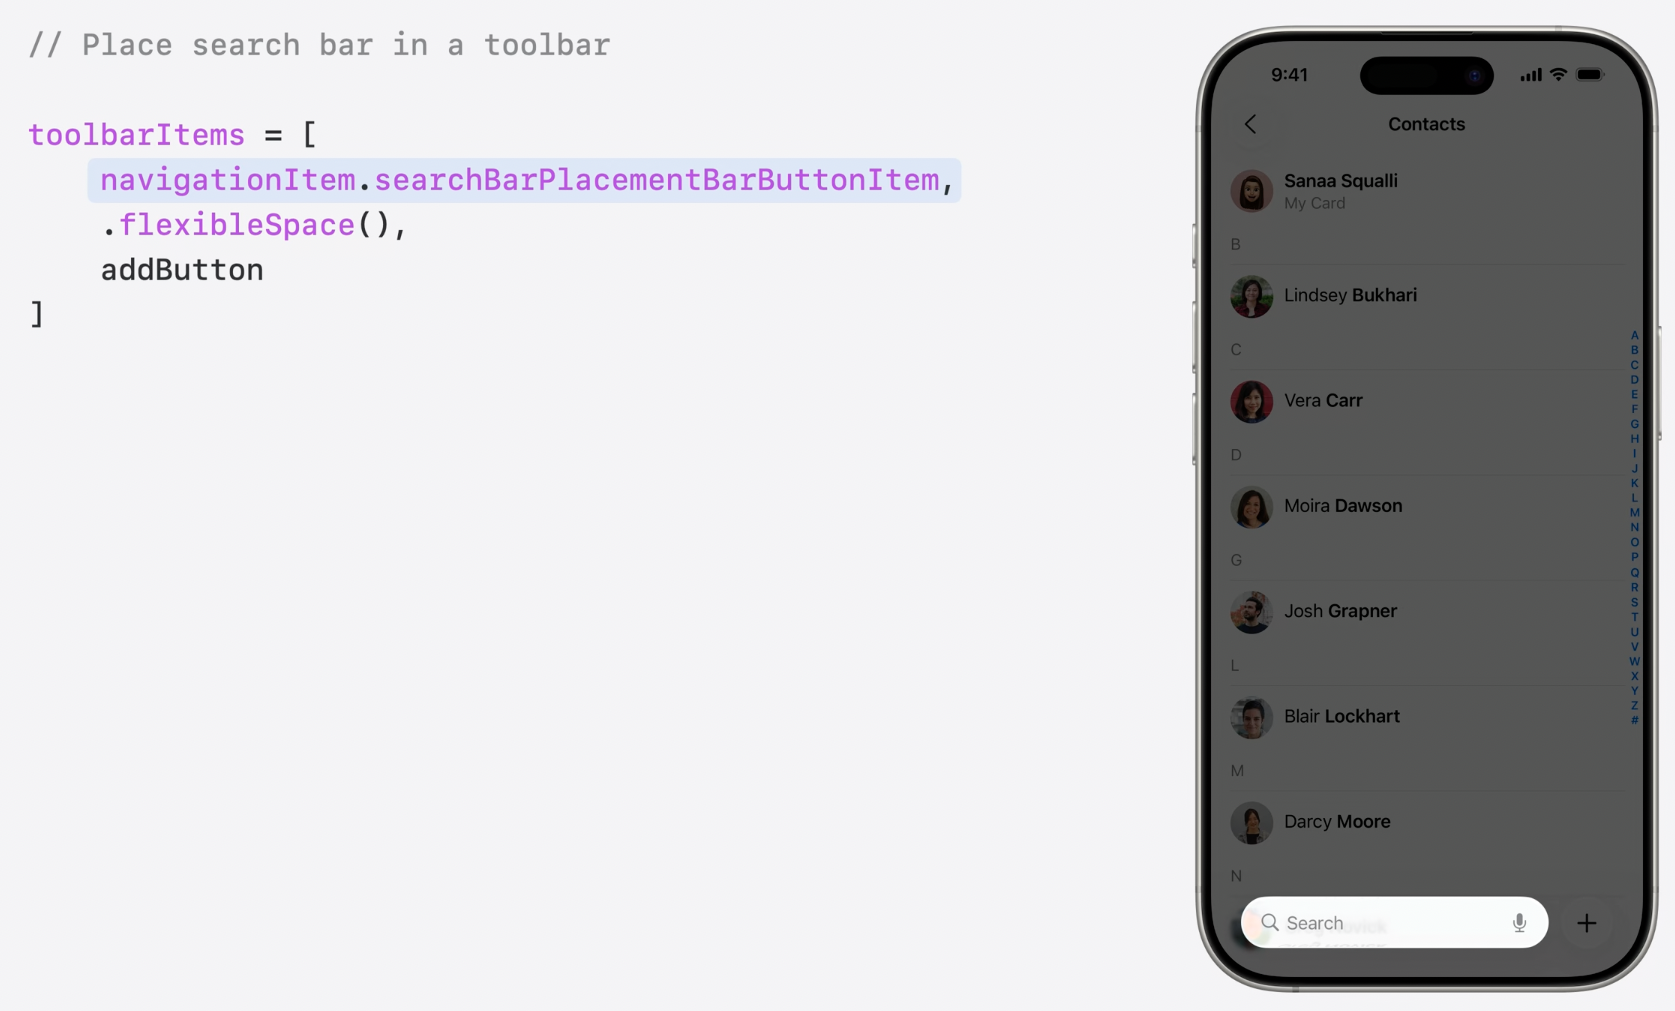 // Place search bar in a toolbar
toolbarItems = [
    navigationItem.searchBarPlacementBarButtonItem,
    .flexibleSpace(),
    addButton
]
9:41
Contacts
Sanaa Squalli
My Card
B
Lindsey Bukhari
C
Vera Carr
D
Moira Dawson
G
Josh Grapner
L
Blair Lockhart
M
Darcy Moore
N
Search
A
B
C
D
E
F
G
H
I
J
K
L
M
N
O
P
Q
R
S
T
U
V
W
X
Y
Z
#